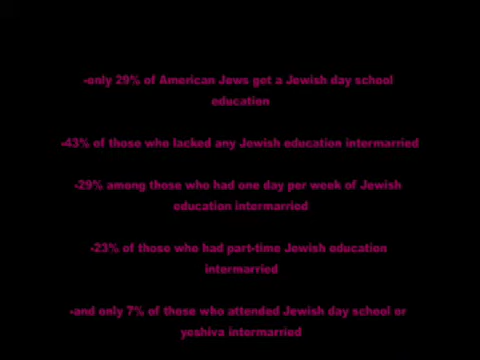 -only 29% of American Jews get a Jewish day school
education
-43% of those who lacked any Jewish education intermarried
-29% among those who had one day per week of Jewish
education intermarried
-23% of those who had part-time Jewish education
intermarried
-and only 7% of those who attended Jewish day school or
yeshiva intermarried